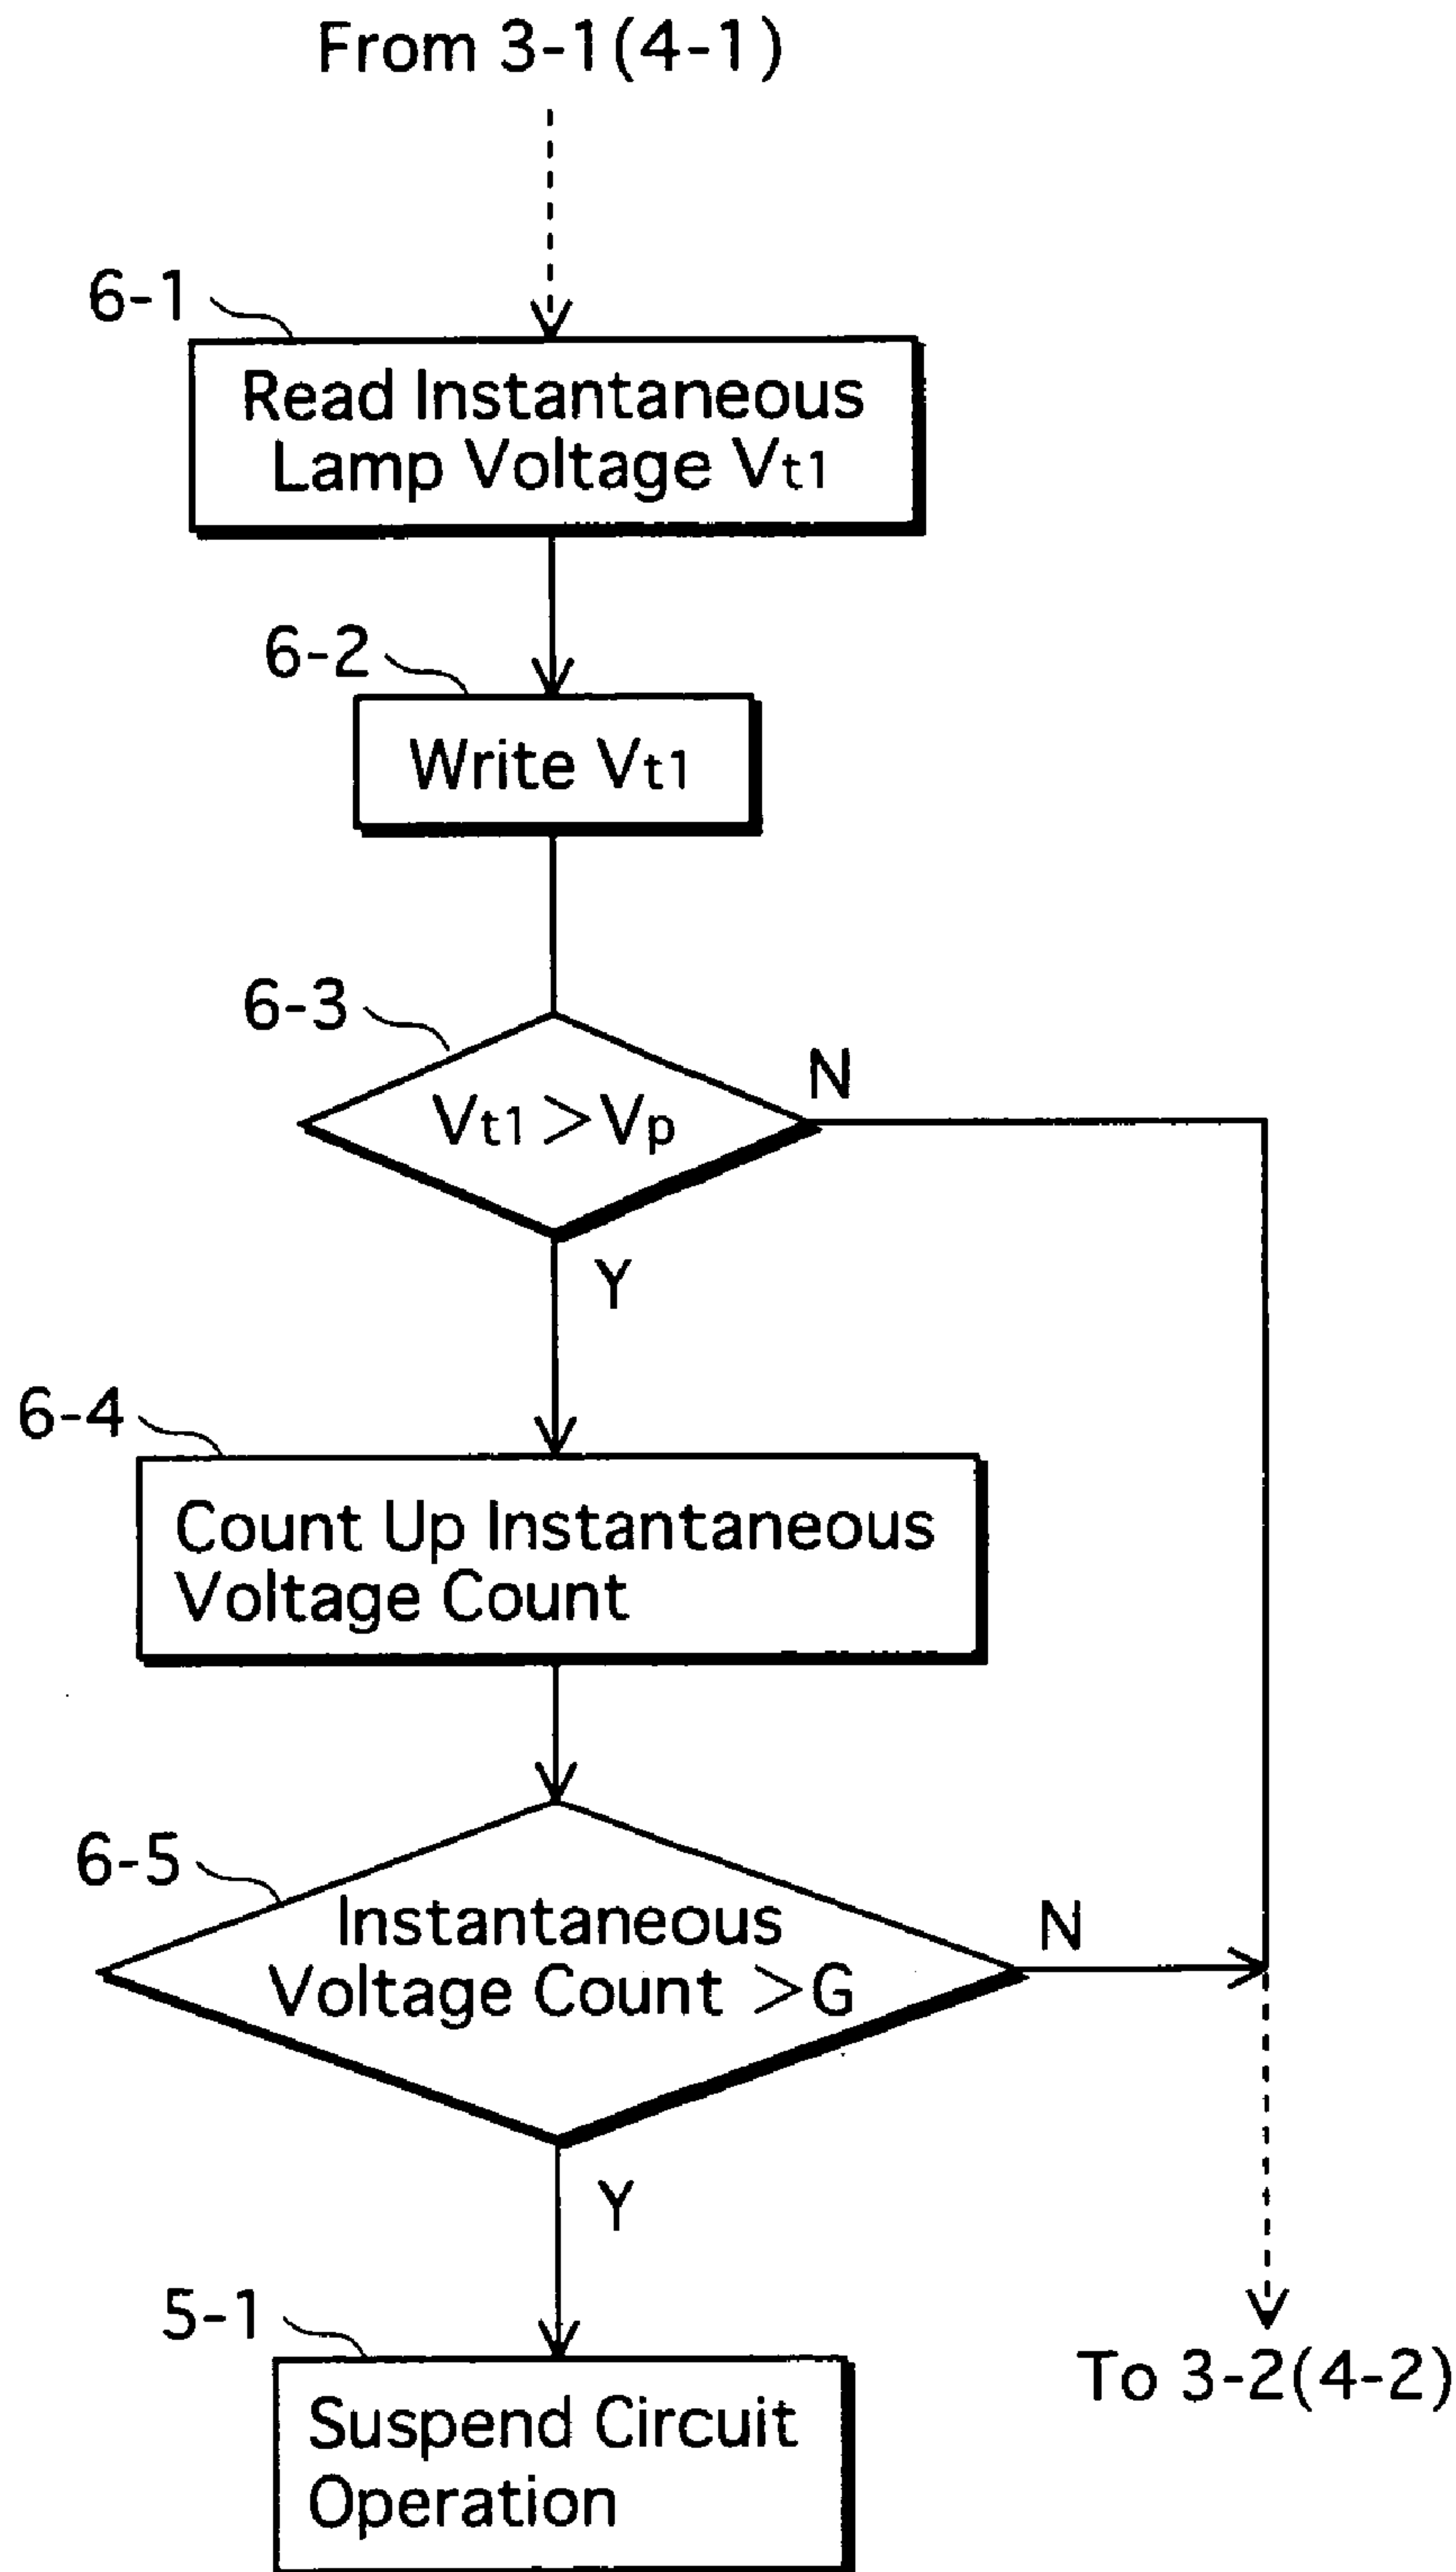 From 3-1(4-1)
6-1
Read Instantaneous
Lamp Voltage Vt1
6-2
Write Vt1
6-3
Vt1 > Vp
N
Y
6-4
Count Up Instantaneous
Voltage Count
6-5
Instantaneous
Voltage Count >G
N
Y
5-1
Suspend Circuit
Operation
To 3-2(4-2)